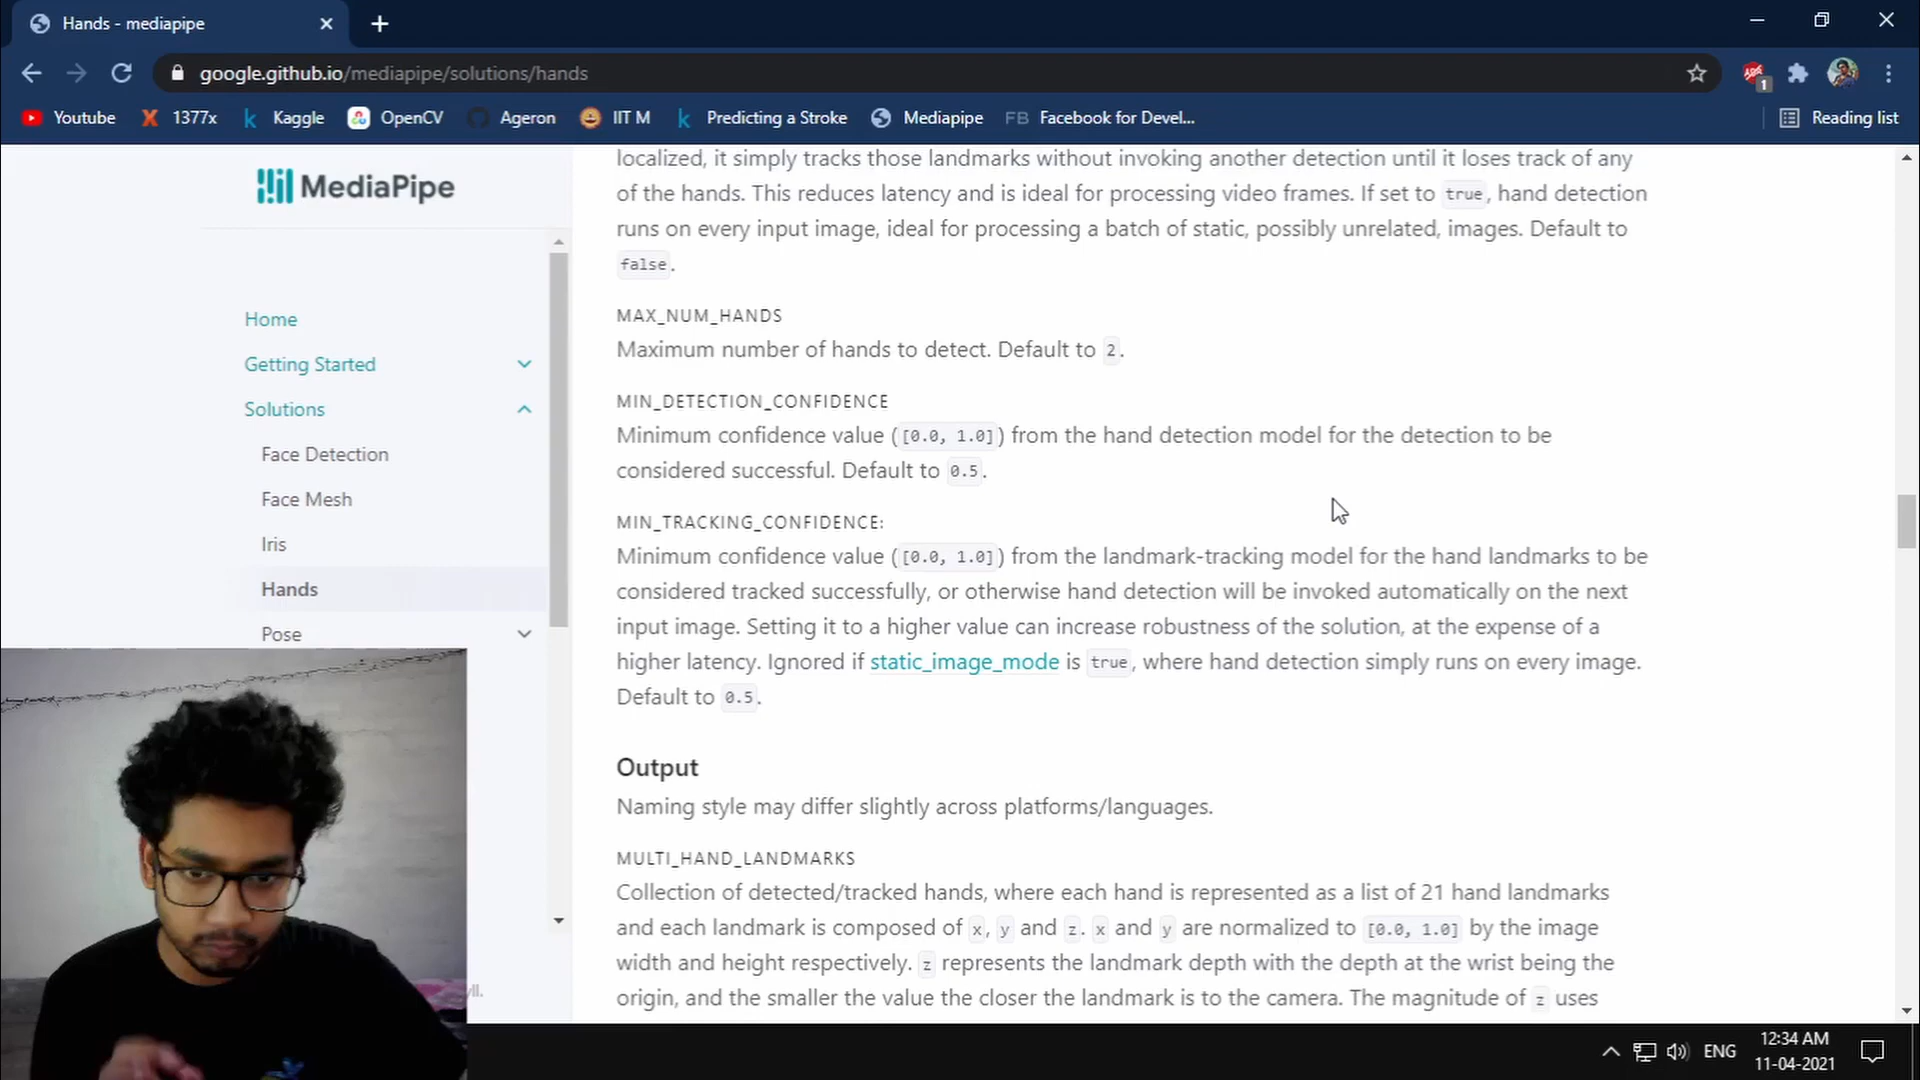 Hands - mediapipe
google.github.io/mediapipe/solutions/hands
1
Youtube 1377x Kaggle OpenCV Ageron IIT M Predicting a Stroke Mediapipe FB Facebook for Devel... Reading list
MediaPipe
Home
Getting Started
Solutions
Face Detection
Face Mesh
Iris
Hands
Pose
localized, it simply tracks those landmarks without invoking another detection until it loses track of any
of the hands. This reduces latency and is ideal for processing video frames. If set to true, hand detection
runs on every input image, ideal for processing a batch of static, possibly unrelated, images. Default to
false.
MAX_NUM_HANDS
Maximum number of hands to detect. Default to 2.
MIN_DETECTION_CONFIDENCE
Minimum confidence value ([0.0, 1.0]) from the hand detection model for the detection to be
considered successful. Default to 0.5.
MIN_TRACKING_CONFIDENCE:
Minimum confidence value ([0.0, 1.0]) from the landmark-tracking model for the hand landmarks to be
considered tracked successfully, or otherwise hand detection will be invoked automatically on the next
input image. Setting it to a higher value can increase robustness of the solution, at the expense of a
higher latency. Ignored if static_image_mode is true, where hand detection simply runs on every image.
Default to 0.5.
Output
Naming style may differ slightly across platforms/languages.
MULTI_HAND_LANDMARKS
Collection of detected/tracked hands, where each hand is represented as a list of 21 hand landmarks
and each landmark is composed of x, y and z. x and y are normalized to [0.0, 1.0] by the image
width and height respectively. z represents the landmark depth with the depth at the wrist being the
origin, and the smaller the value the closer the landmark is to the camera. The magnitude of z uses
ENG
12:34 AM
11-04-2021